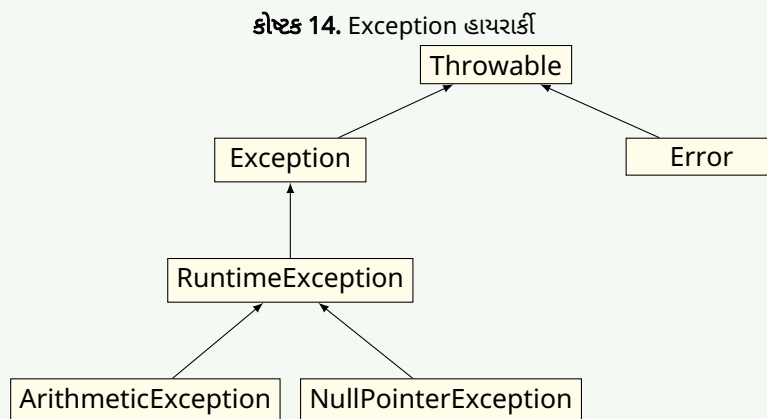 કોષ્ટક 14. Exception હાયરાર્કી
Throwable
Exception
Error
RuntimeException
ArithmeticException
NullPointerException